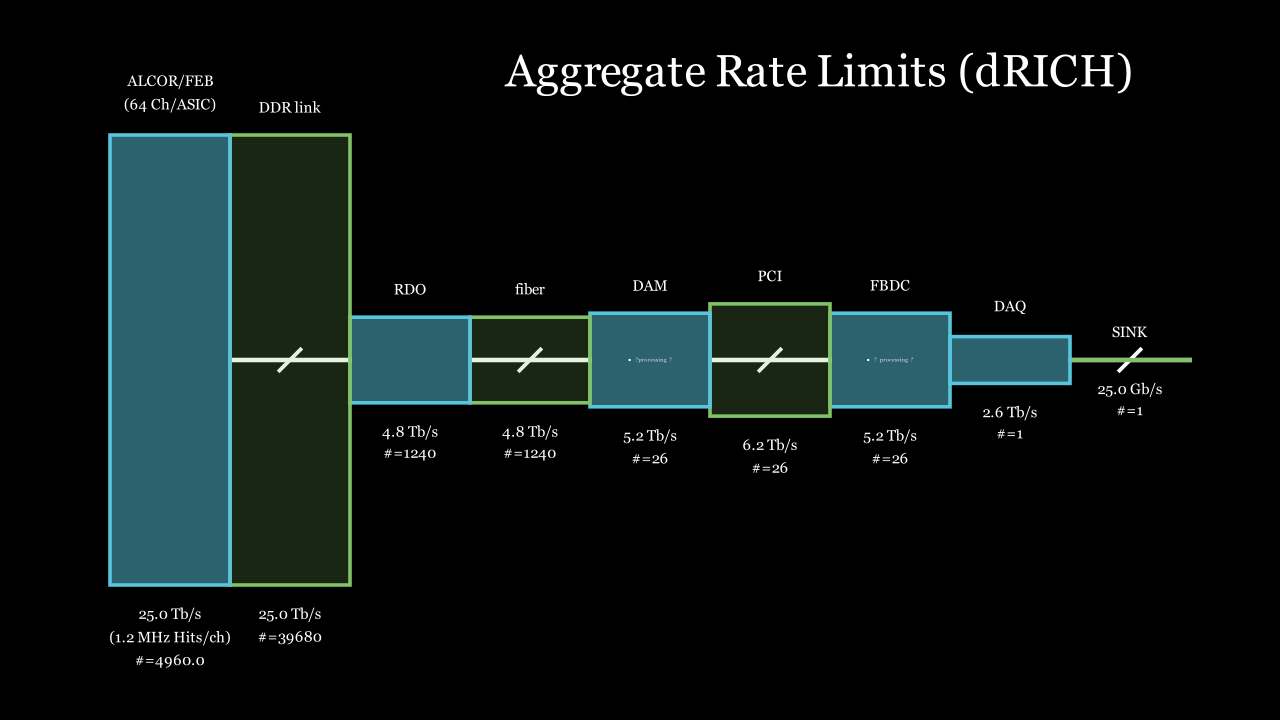 Aggregate Rate Limits (dRICH)
ALCOR/FEB
(64 Ch/ASIC)
DDR link
RDO
fiber
DAM
PCI
FBDC
DAQ
SINK
• ?processing ?
• ? processing ?
25.0 Tb/s
(1.2 MHz Hits/ch)
#=4960.0
25.0 Tb/s
#=39680
4.8 Tb/s
#=1240
4.8 Tb/s
#=1240
5.2 Tb/s
#=26
6.2 Tb/s
#=26
5.2 Tb/s
#=26
2.6 Tb/s
#=1
25.0 Gb/s
#=1